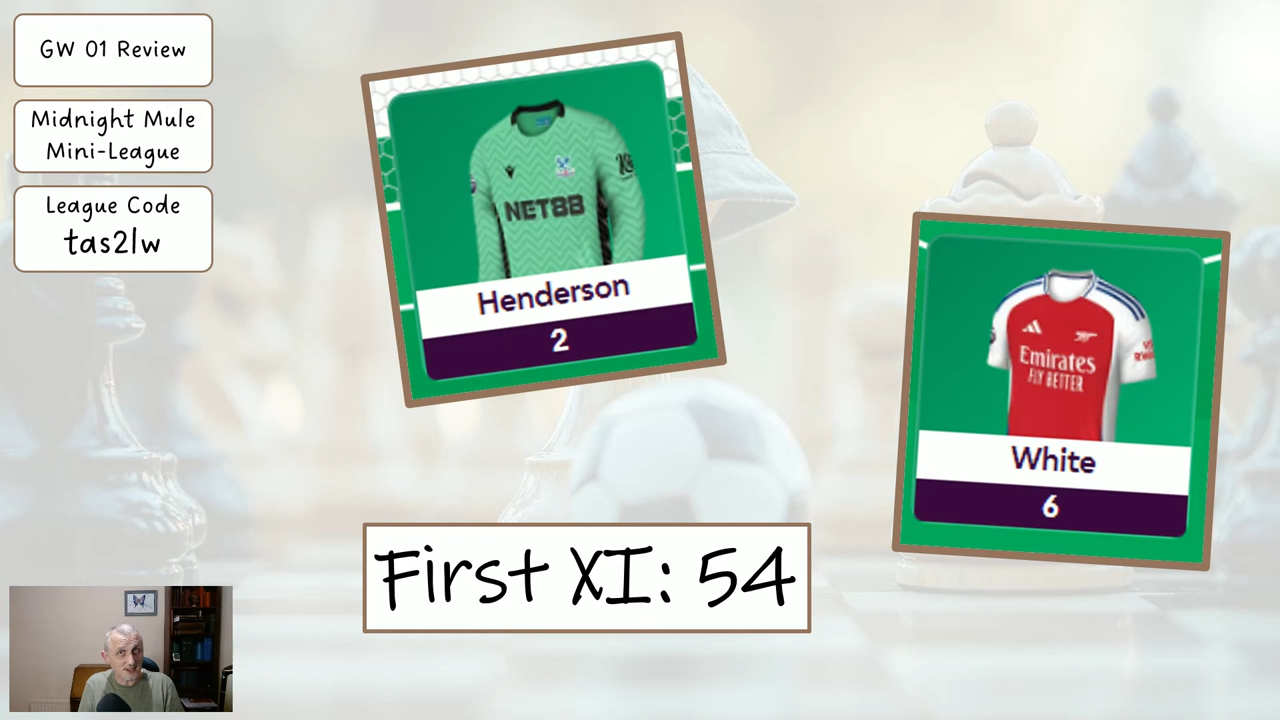 GW 01 Review
Midnight Mule
Mini-League
League Code
tas2lw
NET88
Henderson
2
Emirates
FLY BETTER
White
6
First XI: 54